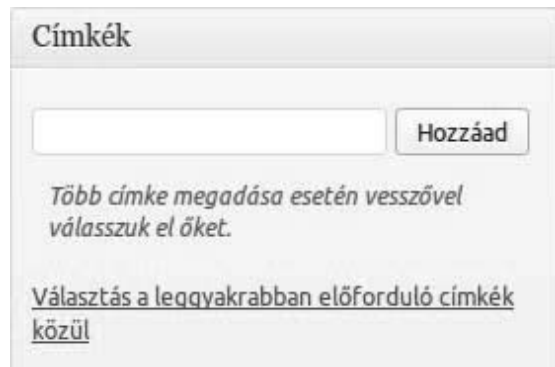 Címkék
Hozzáad
Több címke megadása esetén vesszővel
válasszuk el őket.
Választás a leggyakrabban előforduló címkék
közül